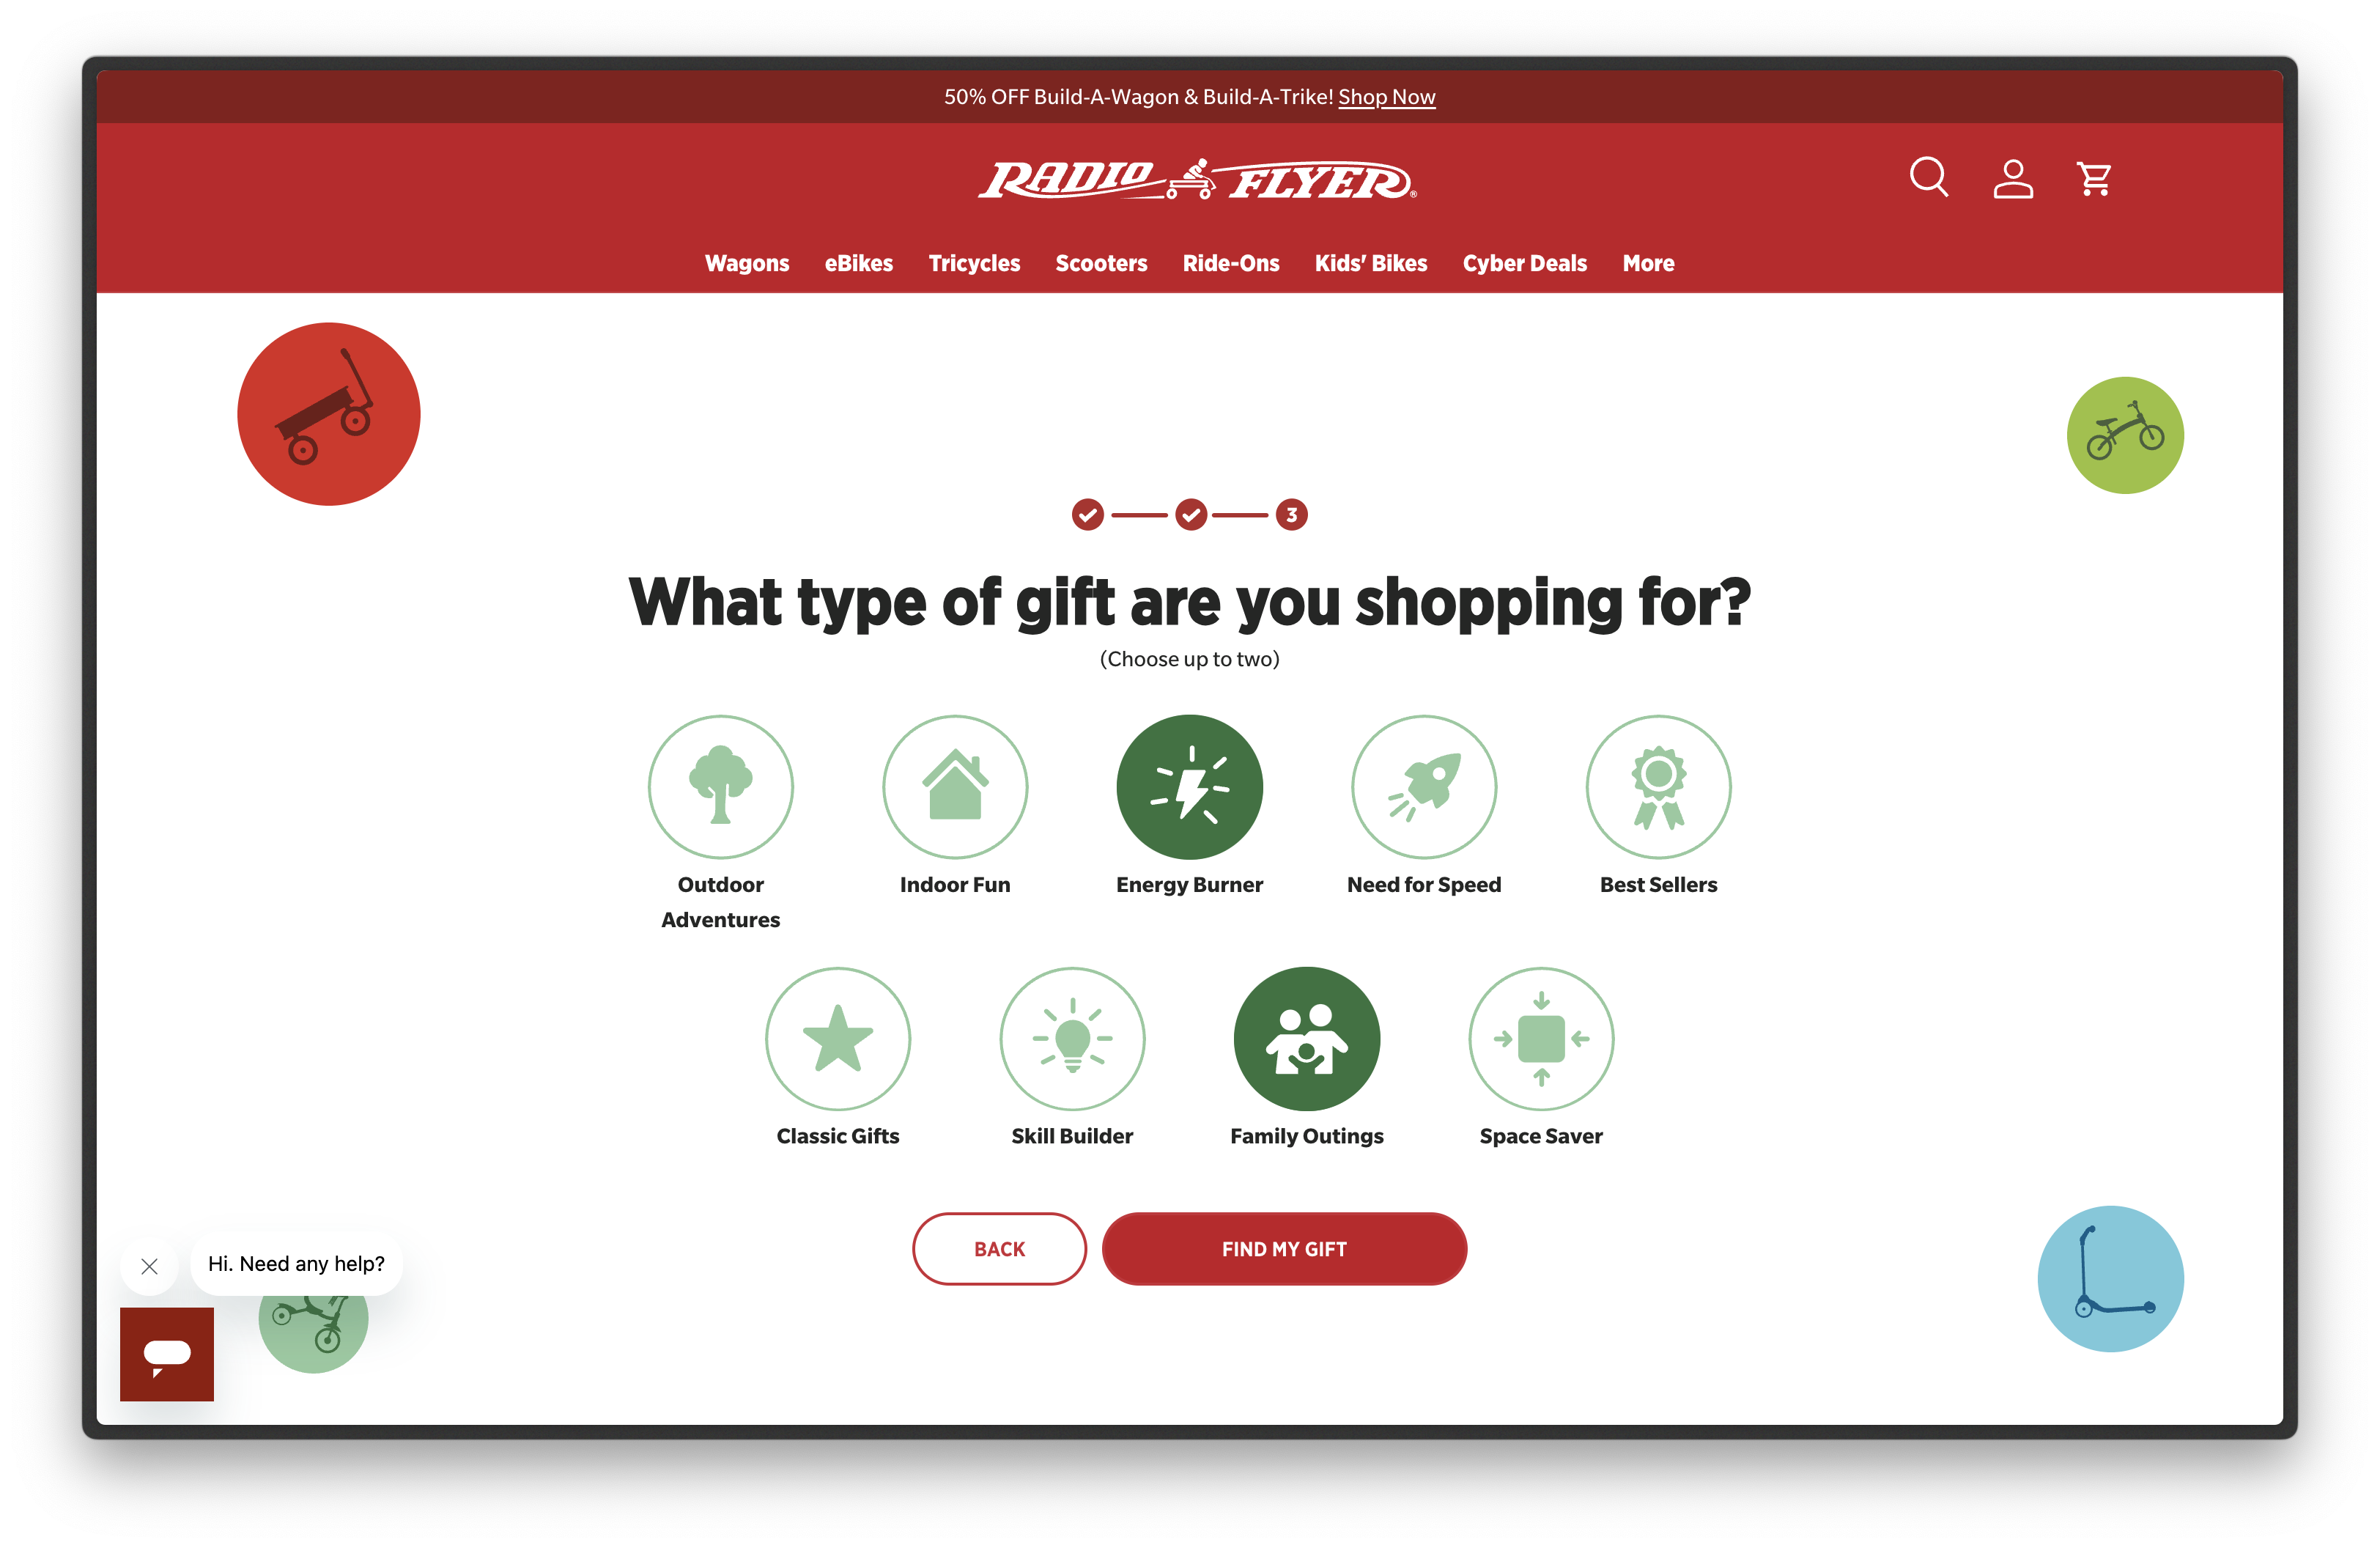 50% OFF Build-A-Wagon & Build-A-Trike! Shop Now
RADIO FLYER®
Wagons eBikes Tricycles Scooters Ride-Ons Kids' Bikes Cyber Deals More
3
What type of gift are you shopping for?
(Choose up to two)
Outdoor
Adventures
Indoor Fun
Energy Burner
Need for Speed
Best Sellers
Classic Gifts
Skill Builder
Family Outings
Space Saver
BACK
FIND MY GIFT
Hi. Need any help?